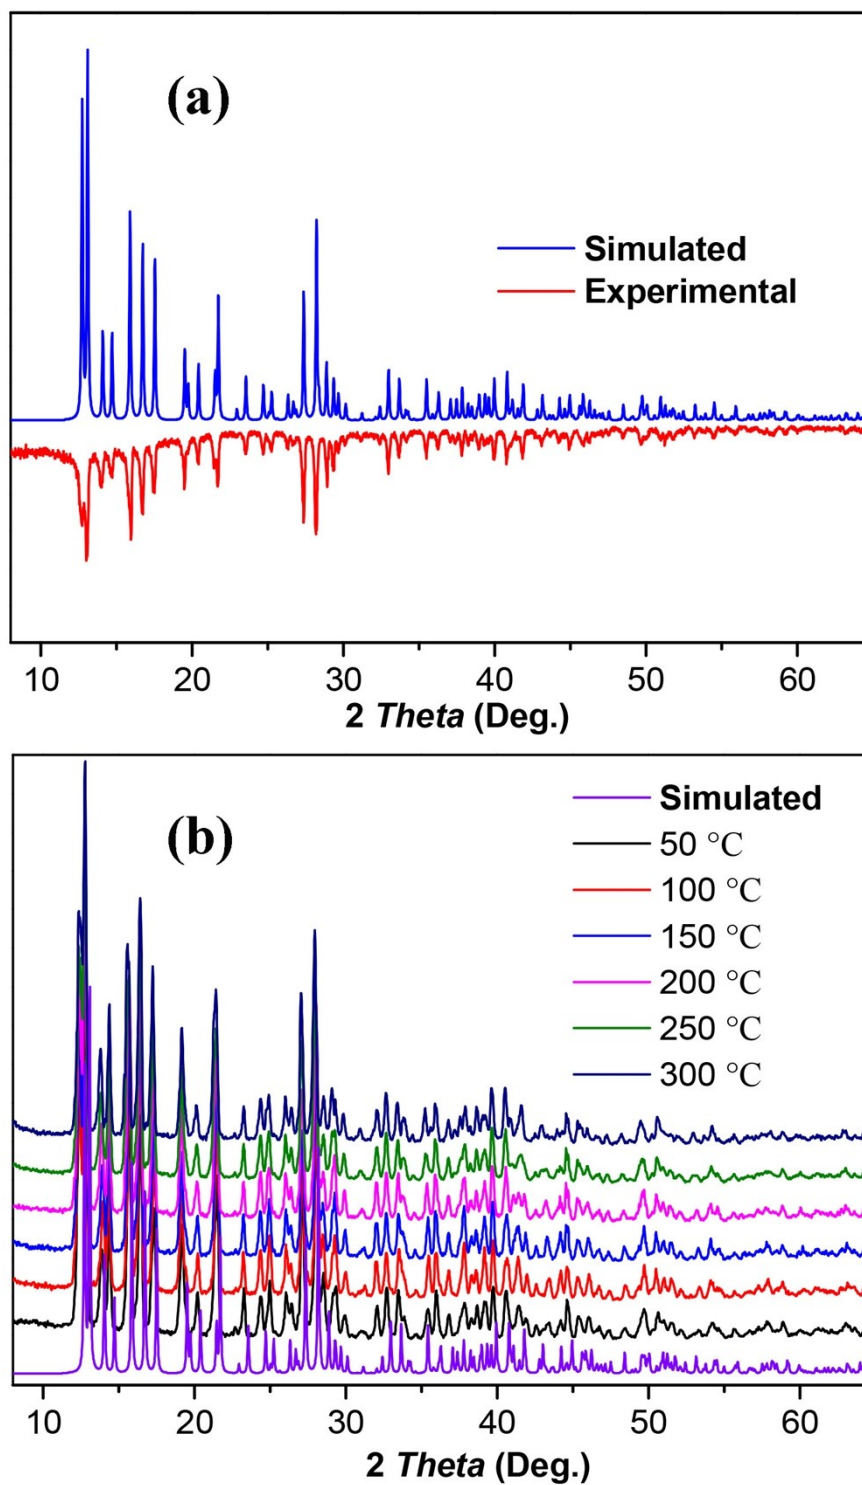 (a)
Simulated
Experimental
10 20 30 40 50 60
2 Theta (Deg.)
(b)
Simulated
50 °C
100 °C
150 °C
200 °C
250 °C
300 °C
10 20 30 40 50 60
2 Theta (Deg.)